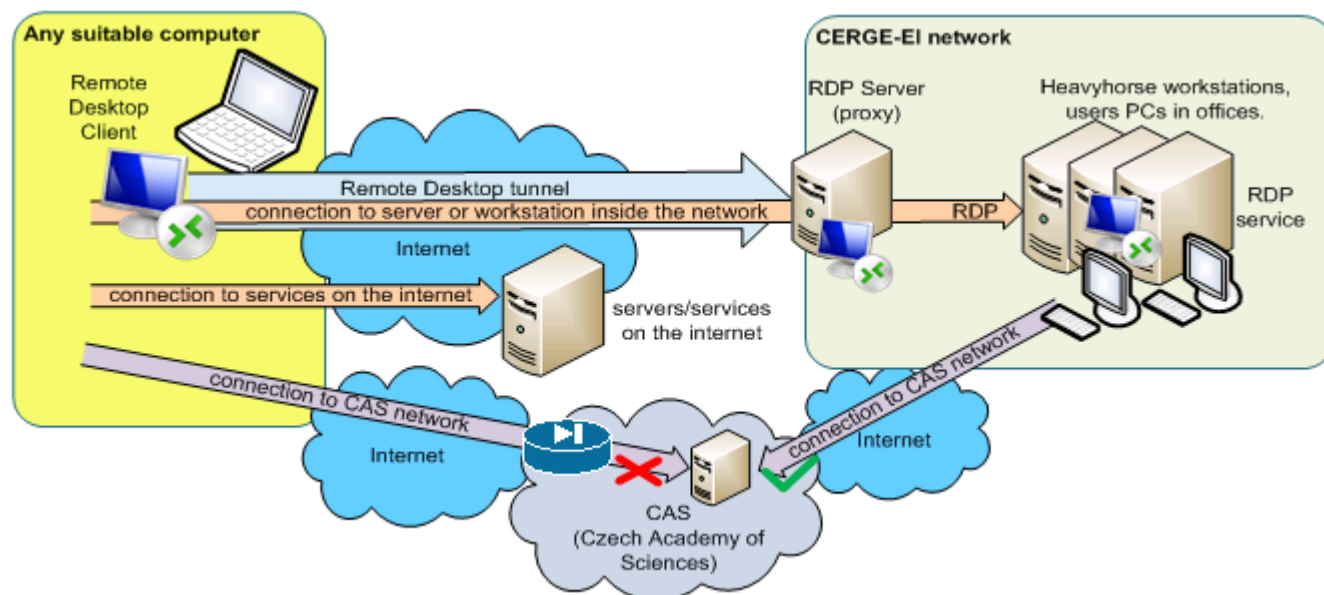 Any suitable computer
Remote
Desktop
Client
CERGE-EI network
RDP Server
(proxy)
Heavyhorse workstations,
users PCs in offices.
RDP
service
Remote Desktop tunnel
connection to server or workstation inside the network
RDP
Internet
connection to services on the internet
servers/services
on the internet
connection to CAS network
Internet
connection to CAS network
Internet
CAS
(Czech Academy of
Sciences)